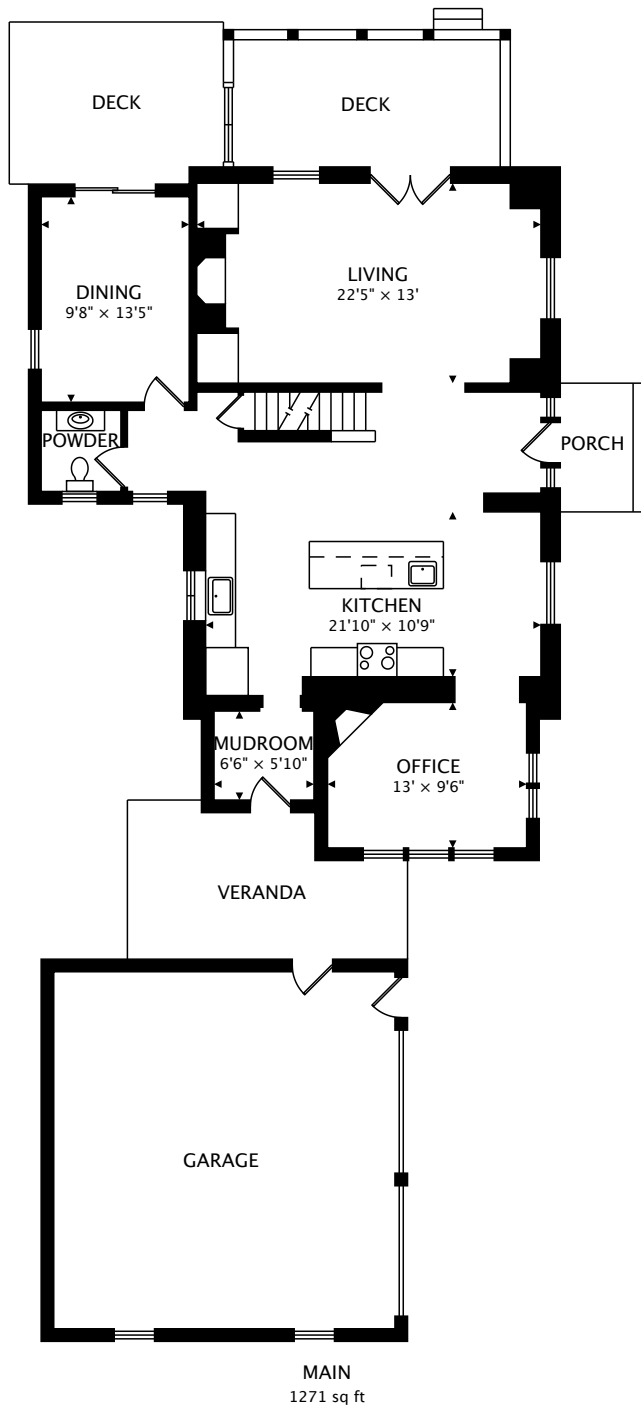 DECK
DECK
LIVING
22'5" × 13'
DINING
9'8" × 13'5"
POWDER
PORCH
KITCHEN
21'10" × 10'9"
MUDROOM
6'6" × 5'10"
OFFICE
13' × 9'6"
VERANDA
GARAGE
MAIN
1271 sq ft